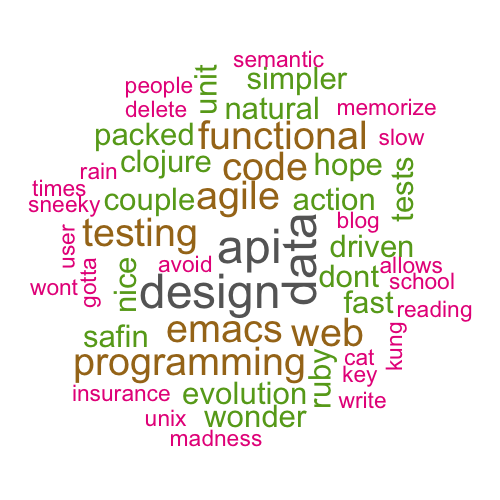 semantic
people
unit
simpler
delete
natural
memorize
packed
functional
slow
clojure
code
hope
rain
tests
times
couple
agile
action
sneeky
blog
testing
api
data
driven
user
avoid
allows
gotta
nice
dont
school
wont
design
fast
reading
safin
emacs
web
kung
programming
ruby
cat
key
insurance
evolution
write
unix
wonder
madness